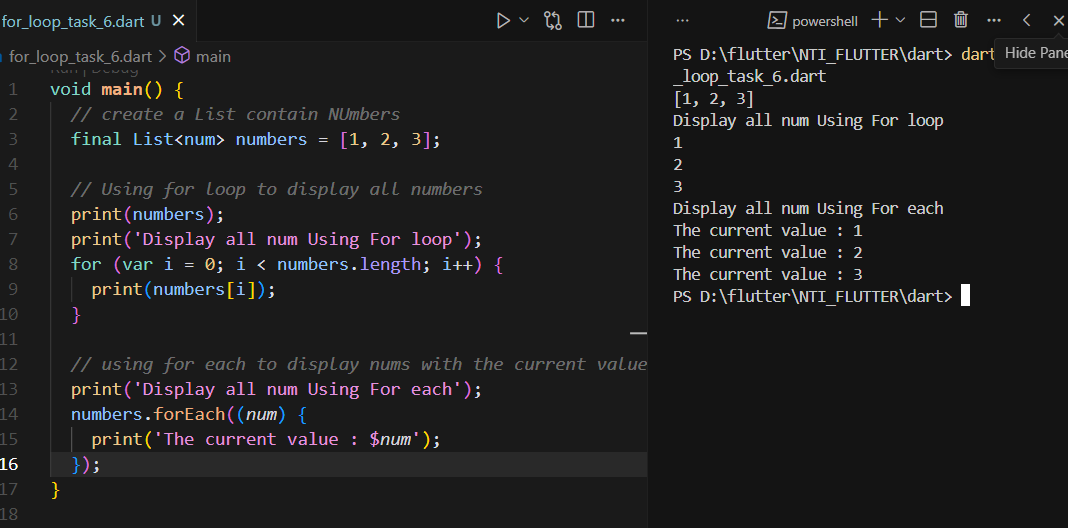 for_loop_task_6.dart U
for_loop_task_6.dart > main
Run | Debug
1 void main() {
2 // create a List contain NUmbers
3 final List<num> numbers = [1, 2, 3];
4
5 // Using for loop to display all numbers
6 print(numbers);
7 print('Display all num Using For loop');
8 for (var i = 0; i < numbers.length; i++) {
9 print(numbers[i]);
10 }
11
12 // using for each to display nums with the current value
13 print('Display all num Using For each');
14 numbers.forEach((num) {
15 print('The current value : $num');
16 });
17 }
18
powershell
PS D:\flutter\NTI_FLUTTER\dart> dart
Hide Pane
_loop_task_6.dart
[1, 2, 3]
Display all num Using For loop
1
2
3
Display all num Using For each
The current value : 1
The current value : 2
The current value : 3
PS D:\flutter\NTI_FLUTTER\dart>